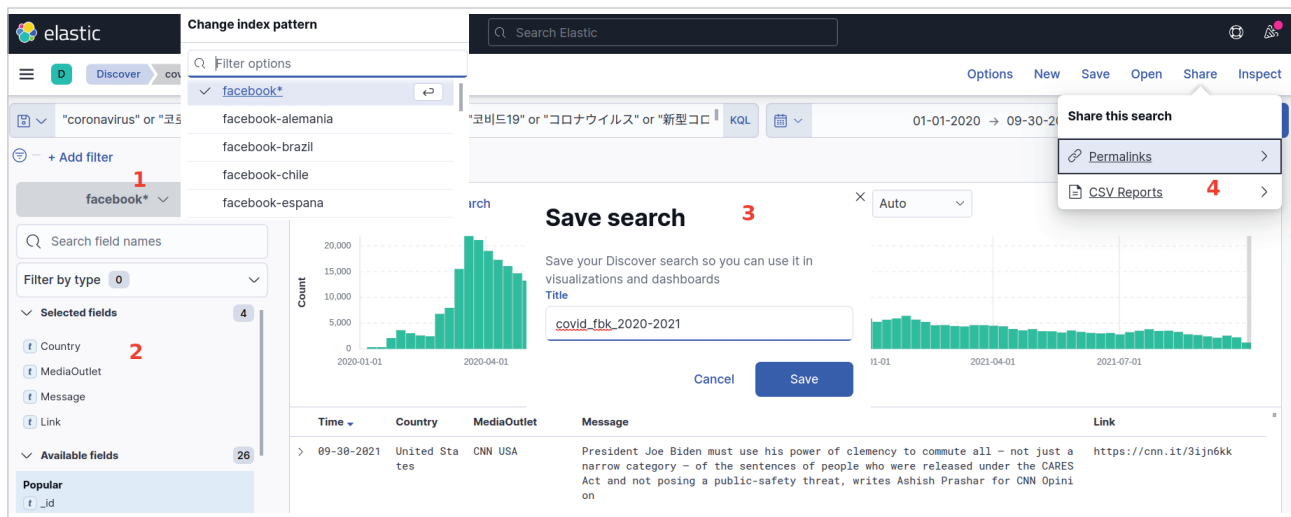 elastic
Change index pattern
Search Elastic
Filter options
D
Discover
cov
Options New Save Open Share Inspect
facebook*
facebook-alemania
facebook-brazil
facebook-chile
facebook-espana
"coronavirus" or "코로
"코비드19" or "コロナウイルス" or "新型コロ
KQL
01-01-2020 → 09-30-20
Share this search
Permalinks
CSV Reports
4
+ Add filter
1
facebook*
Search field names
Filter by type 0
Selected fields 4
Country
2
MediaOutlet
Message
Link
Available fields 26
Popular
_id
rch
Auto
Save search
3
Save your Discover search so you can use it in
visualizations and dashboards
Title
covid_fbk_2020-2021
Cancel Save
Count
20,000
15,000
10,000
5,000
0
2020-01-01 2020-04-01 1-01 2021-04-01 2021-07-01
Time Country MediaOutlet Message Link
09-30-2021 United Sta CNN USA President Joe Biden must use his power of clemency to commute all — not just a https://cnn.it/3ijn6kk
tes narrow category — of the sentences of people who were released under the CARES
Act and not posing a public-safety threat, writes Ashish Prashar for CNN Opini
on